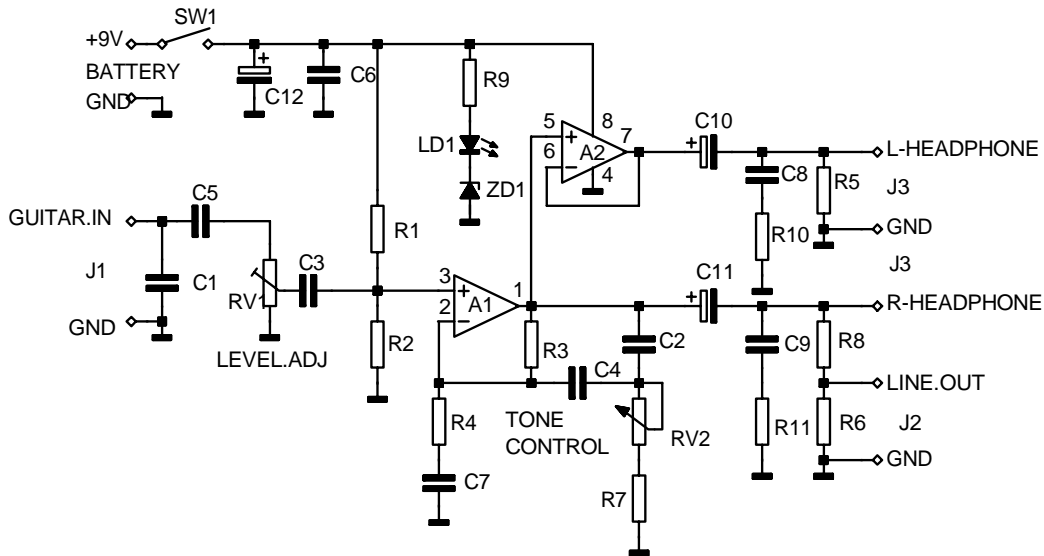 SW1
+9V
BATTERY
GND
C12
C6
R9
LD1
ZD1
5
6
+
−
A2
8
7
4
+
C10
L-HEADPHONE
C8
R5
J3
R10
GND
J3
GUITAR.IN
C5
J1
C1
RV1
C3
GND
LEVEL.ADJ
R1
R2
3
2
+
−
A1
1
+
C11
R-HEADPHONE
R3
C4
C2
C9
R8
LINE.OUT
R4
TONE
CONTROL
RV2
R11
R6
J2
GND
C7
R7
+